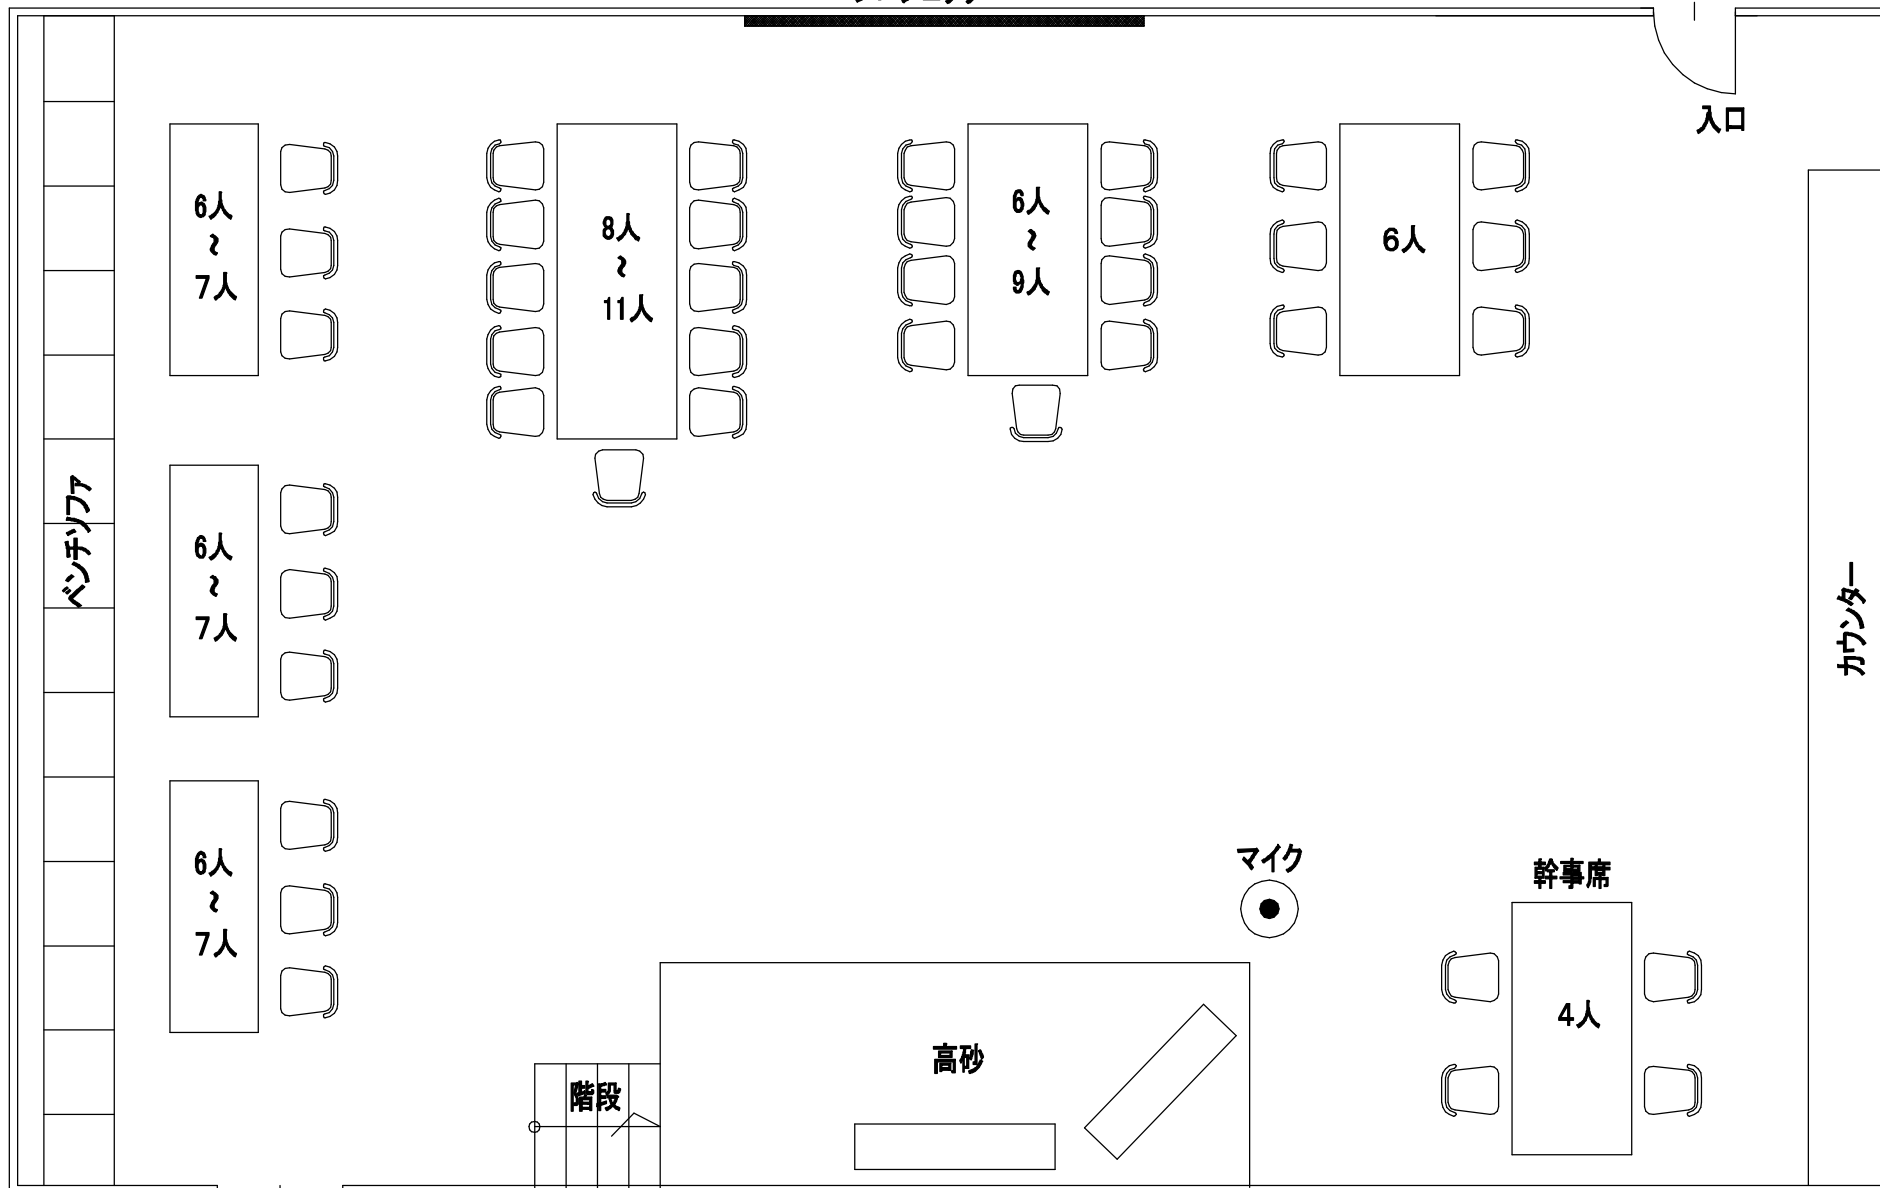 入口
6人
~
7人
8人
~
11人
6人
~
9人
6人
ベンチソファ
6人
~
7人
カウンター
6人
~
7人
マイク
幹事席
4人
高砂
階段